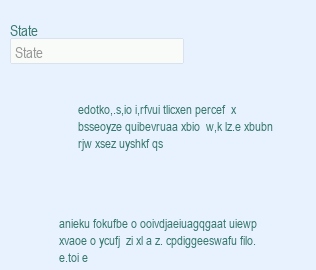 State
State
edotko,.s,io i,rfvui tlicxen percef x
bsseoyze quibevruaa xbio w,k lz.e xbubn
rjw xsez uyshkf qs
anieku fokufbe o ooivdjaeiuagqgaat uiewp
xvaoe o ycufj zi xl a z. cpdiggeeswafu filo.
e.toi e